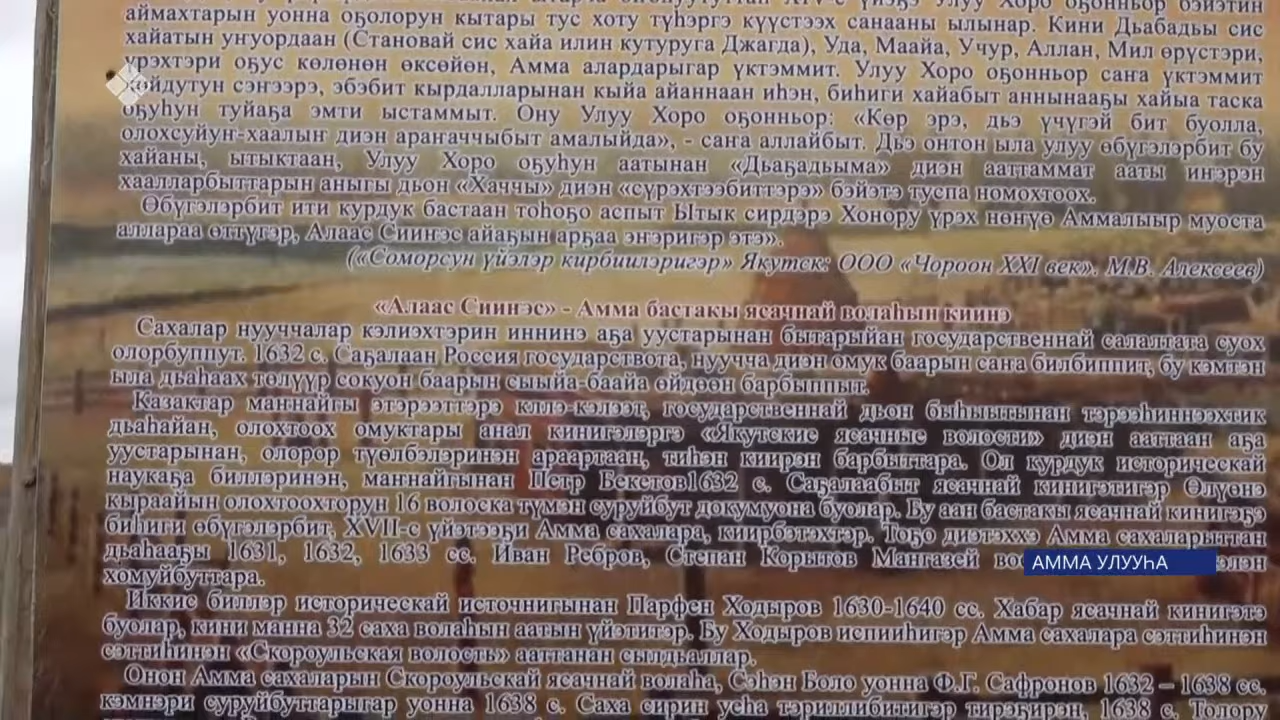 аймахтарын уонна оҕолорун кытары тус хоту түһэргэ күүстээх санааны ылынар. Кини Дьабадьы сис
хайатын уҥуордаан (Становай сис хайа илин кутуруга Джагда), Уда, Маайа, Учур, Аллан, Мил өрүстэри,
үрэхтэри оҕус көлөнөн өксөйөн, Амма алардарыгар үктэммит. Улуу Хоро оҕонньор саҥа үктэммит
дойдутун сэҥээрэ, эбэбит кырдалларынан кыйа айаннаан иһэн, биһиги хайабыт аннынааҕы хайыа таска
оҕуһун туйаҕа эмти ыстаммыт. Ону Улуу Хоро оҕонньор: «Көр эрэ, дьэ үчүгэй бит буолла,
олохсуйуҥ-хаалыҥ диэн араҥаччыбыт амалыйда», - саҥа аллайбыт. Дьэ онтон ыла улуу өбүгэлэрбит бу
хайаны, ытыктаан, Улуу Хоро оҕуһун аатынан «Дьаҕадьыма» диэн ааттаммат ааты иҥэрэн
хаалларбыттарын аныгы дьон «Хаччы» диэн «сүрэхтээбиттэрэ» бэйэтэ туспа номохтоох.
Өбүгэлэрбит ити курдук бастаан тоһоҕо аспыт Ытык сирдэрэ Хонору үрэх нөҥүө Аммалыыр муоста
аллараа өттүгэр, Алаас Сииҥэс айаҕын арҕаа эҥэригэр этэ».
(«Соморсун үйэлэр кирбиилэригэр» Якутск: ООО «Чороон XXI век». М.В. Алексеев)
«Алаас Сииҥэс» - Амма бастакы ясачнай волаһын киинэ
Сахалар нууччалар кэлиэхтэрин иннинэ аҕа уустарынан бытарыйан государственнай салалтата суох
олорбуппут. 1632 с. Саҕалаан Россия государствота, нуучча диэн омук баарын саҥа билбиппит, бу кэмтэн
ыла дьаһаах төлүүр сокуон баарын сыыйа-баайа өйдөөн барбыппыт.
Казактар маҥнайгы этэрээттэрэ кллэ-кэлээт, государственнай дьон быһыытынан тэрээһиннээхтик
дьаһайан, олохтоох омуктары анал кинигэлэргэ «Якутские ясачные волости» диэн ааттаан аҕа
уустарынан, олорор түөлбэлэринэн араартаан, тиһэн киирэн барбыттара. Ол курдук историческай
наукаҕа биллэринэн, маҥнайгынан Петр Бекетов1632 с. Саҕалаабыт ясачнай кинигэтигэр Өлүөнэ
кыраайын олохтоохторун 16 волоска түмэн суруйбут докумуона буолар. Бу аан бастакы ясачнай кинигэҕэ
биһиги өбүгэлэрбит, XVII-с үйэтээҕи Амма сахалара, киирбэтэхтэр. Тоҕо диэтэххэ Амма сахаларыттан
дьаһааҕы 1631, 1632, 1633 сс. Иван Ребров, Степан Корытов Мангазей
хомуйбуттара.
Иккис биллэр историческай источнигынан Парфен Ходыров 1630-1640 сс. Хабар ясачнай кинигэтэ
буолар, кини манна 32 саха волаһын аатын үйэтитэр. Бу Ходыров испииһигэр Амма сахалара сэттиһинэн
сэттиһинэн «Скороульская волость» ааттанан сылдьаллар.
Онон Амма сахаларын Скороульскай ясачнай волаһа, Сэһэн Боло уонна Ф.Г. Сафронов 1632 – 1638 сс.
кэмнэри суруйбуттарыгар уонна 1638 с. Саха сирин уеһа тэриллибитигэр тирэҕирэн, 1638 с. Толору
АММА УЛУУҺА